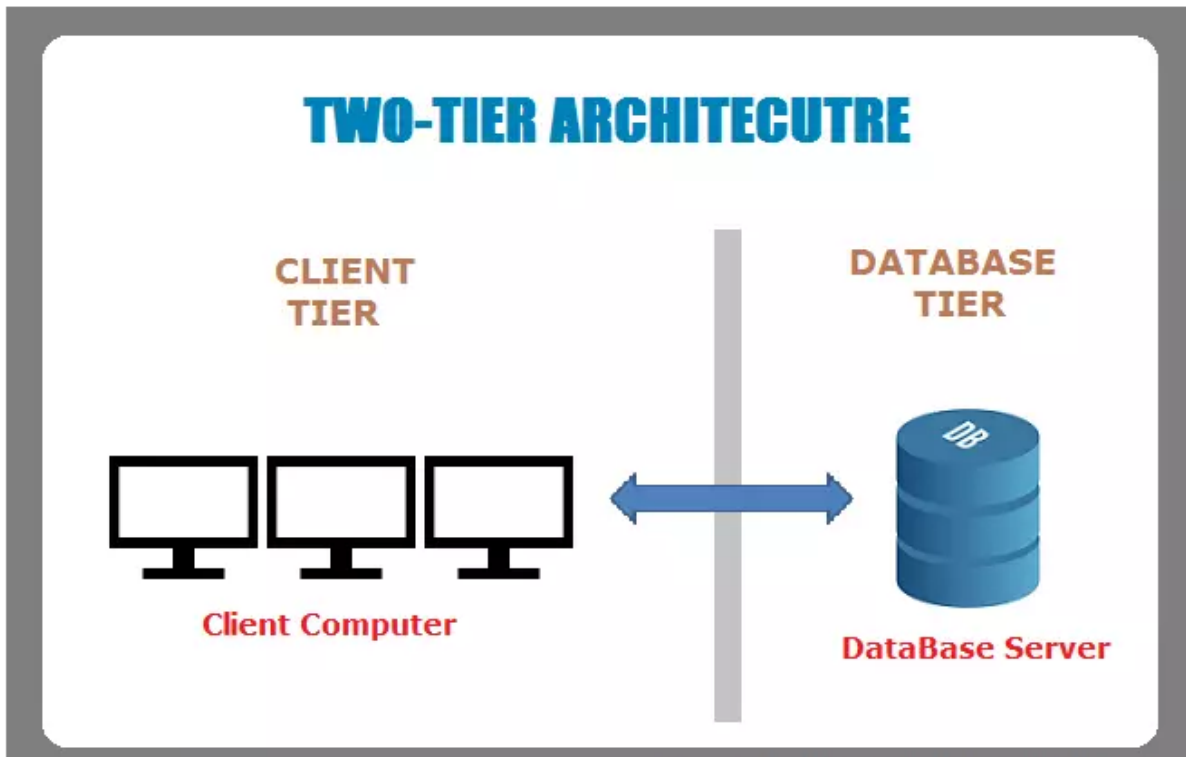 TWO-TIER ARCHITECUTRE
CLIENT
TIER
DATABASE
TIER
DB
Client Computer
DataBase Server